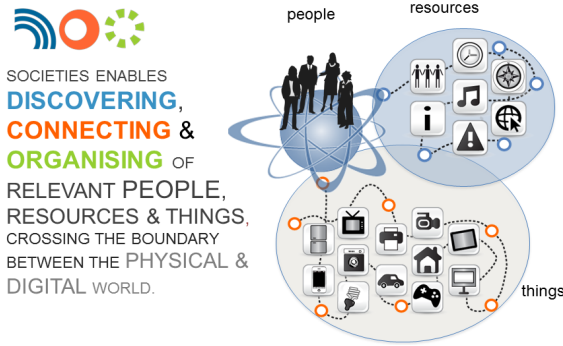 people
resources
SOCIETIES ENABLES
DISCOVERING,
CONNECTING &
ORGANISING OF
RELEVANT PEOPLE,
RESOURCES & THINGS,
CROSSING THE BOUNDARY
BETWEEN THE PHYSICAL &
DIGITAL WORLD.
i
things